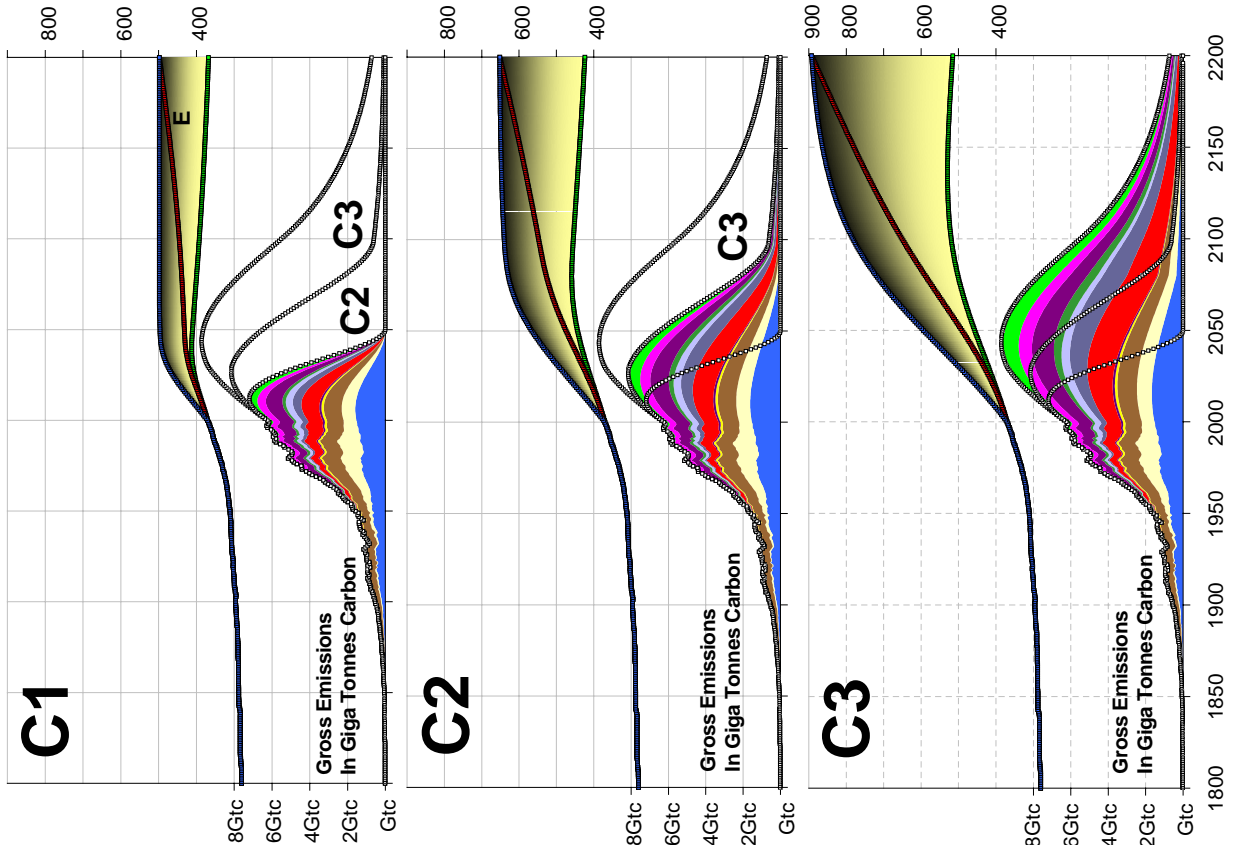 C1
800
600
400
E
C3
C2
Gross Emissions
In Giga Tonnes Carbon
8Gtc
6Gtc
4Gtc
2Gtc
Gtc
C2
800
600
400
C3
Gross Emissions
In Giga Tonnes Carbon
8Gtc
6Gtc
4Gtc
2Gtc
Gtc
C3
900
800
600
400
Gross Emissions
In Giga Tonnes Carbon
8Gtc
6Gtc
4Gtc
2Gtc
Gtc
1800
1850
1900
1950
2000
2050
2100
2150
2200